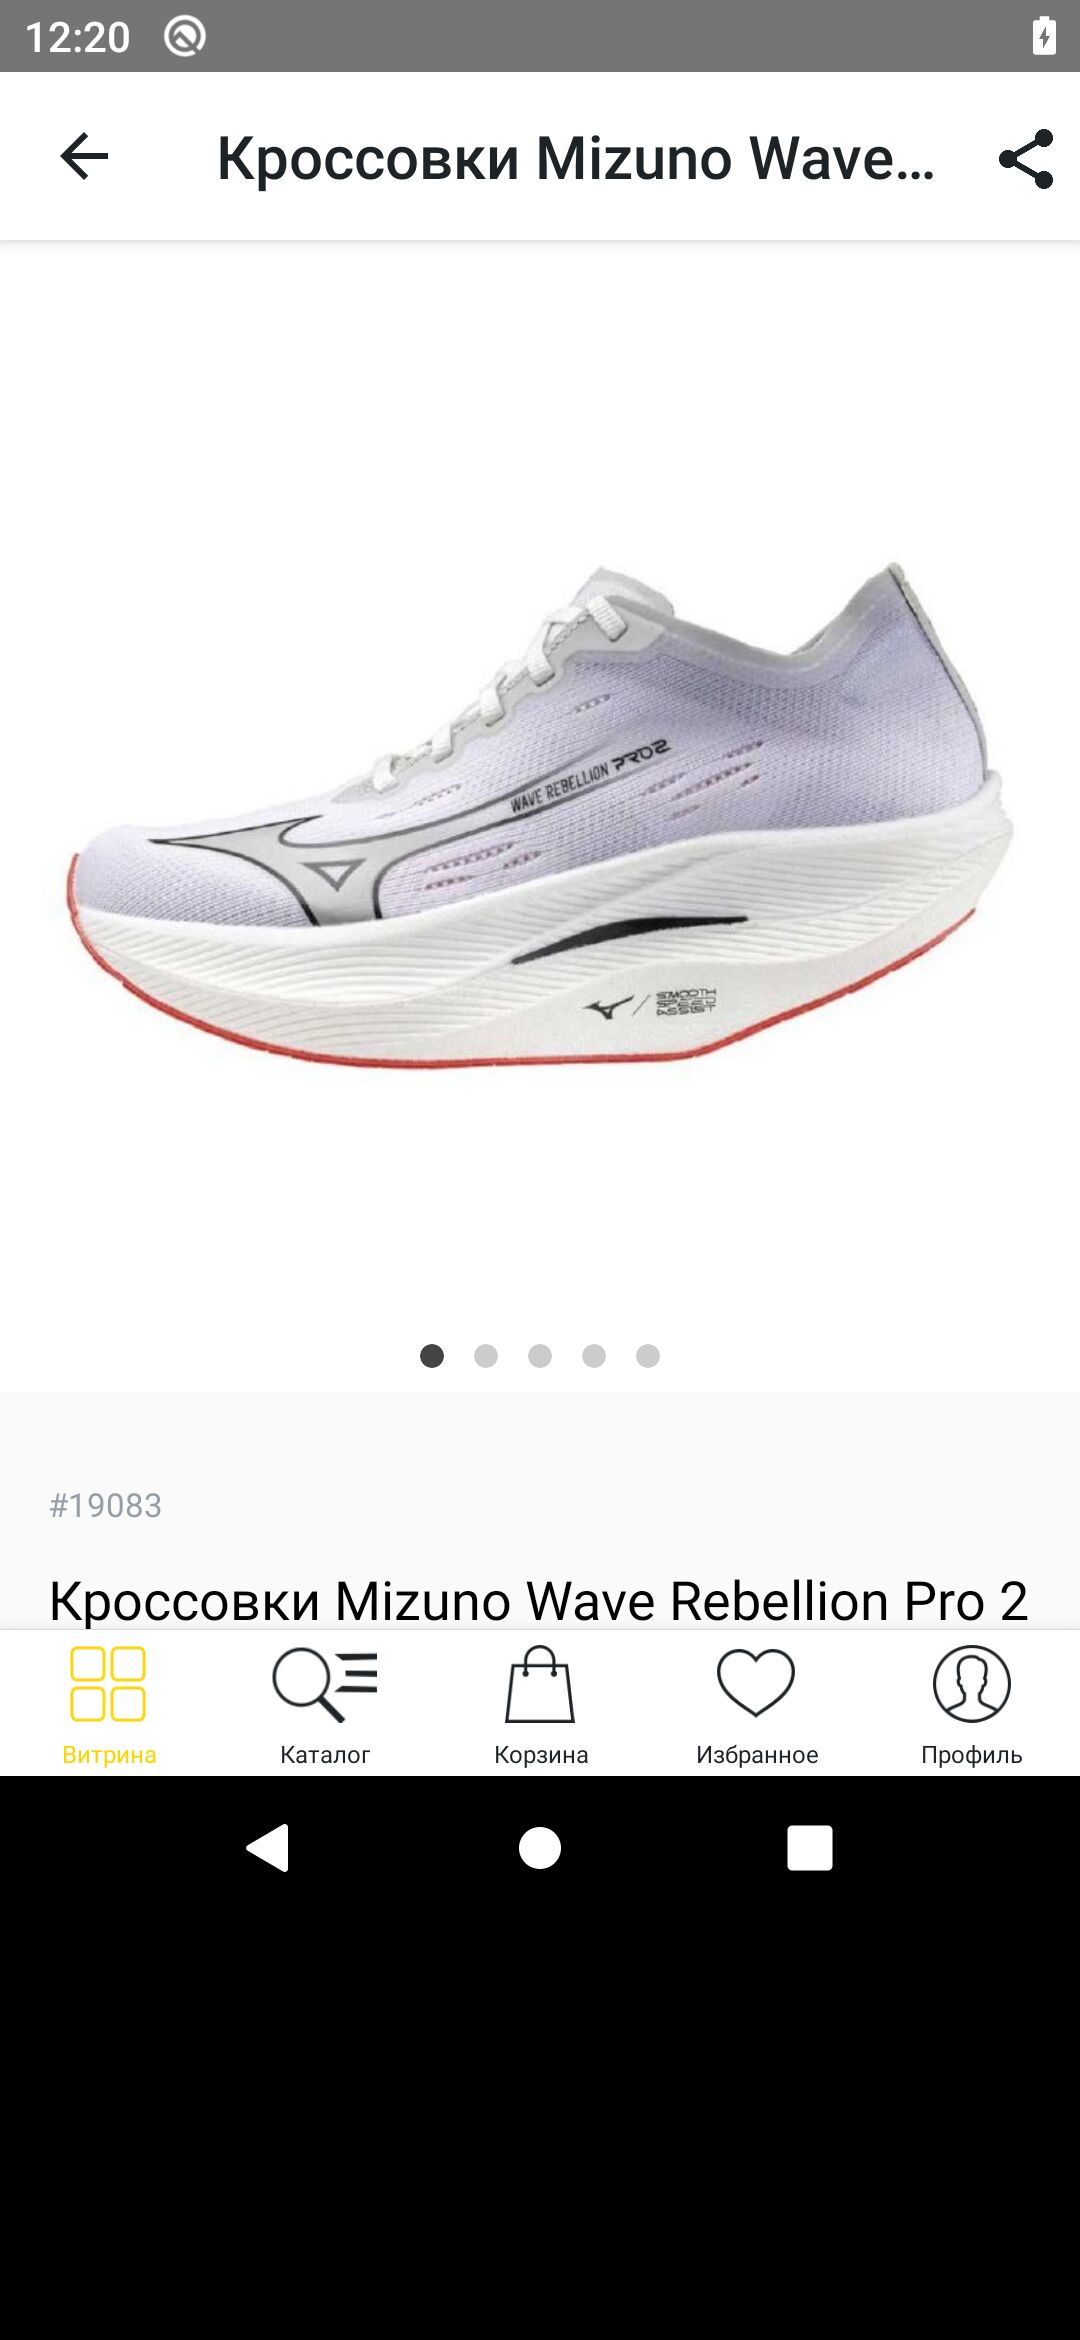 12:20
Кроссовки Mizuno Wave...
WAVE REBELLION PRO2
SMOOTH
SPEED
ASSIST
#19083
Кроссовки Mizuno Wave Rebellion Pro 2
Витрина
Каталог
Корзина
Избранное
Профиль